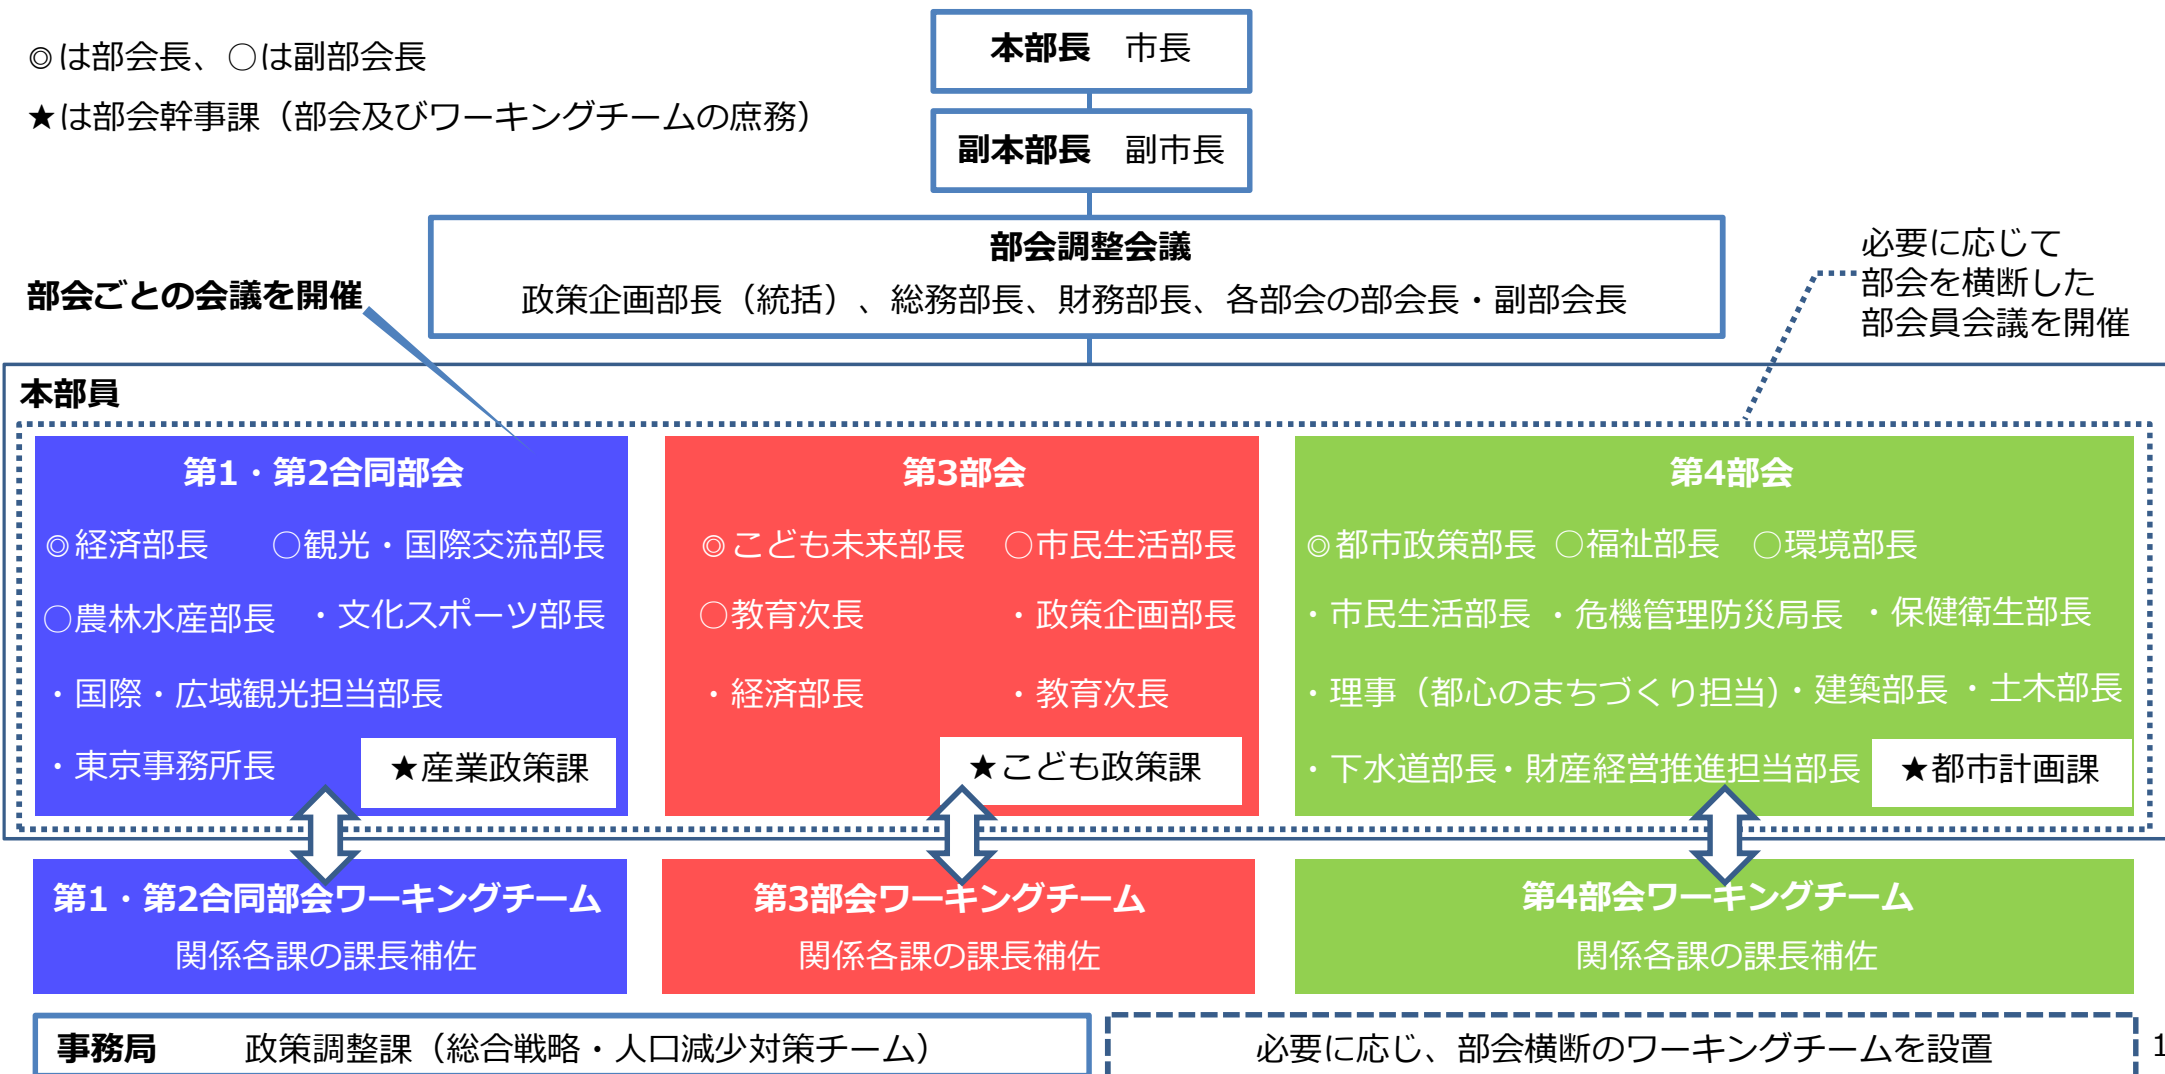 ◎は部会長、○は副部会長
★は部会幹事課（部会及びワーキングチームの庶務）
本部長　市長
副本部長　副市長
部会調整会議
政策企画部長（統括）、総務部長、財務部長、各部会の部会長・副部会長
部会ごとの会議を開催
必要に応じて
部会を横断した
部会員会議を開催
本部員
第1・第2合同部会
◎経済部長　○観光・国際交流部長
○農林水産部長　・文化スポーツ部長
・国際・広域観光担当部長
・東京事務所長
★産業政策課
第3部会
◎こども未来部長　○市民生活部長
○教育次長　・政策企画部長
・経済部長　・教育次長
★こども政策課
第4部会
◎都市政策部長　○福祉部長　○環境部長
・市民生活部長　・危機管理防災局長　・保健衛生部長
・理事（都心のまちづくり担当）・建築部長　・土木部長
・下水道部長・財産経営推進担当部長
★都市計画課
第1・第2合同部会ワーキングチーム
関係各課の課長補佐
第3部会ワーキングチーム
関係各課の課長補佐
第4部会ワーキングチーム
関係各課の課長補佐
事務局　政策調整課（総合戦略・人口減少対策チーム）
必要に応じ、部会横断のワーキングチームを設置
1